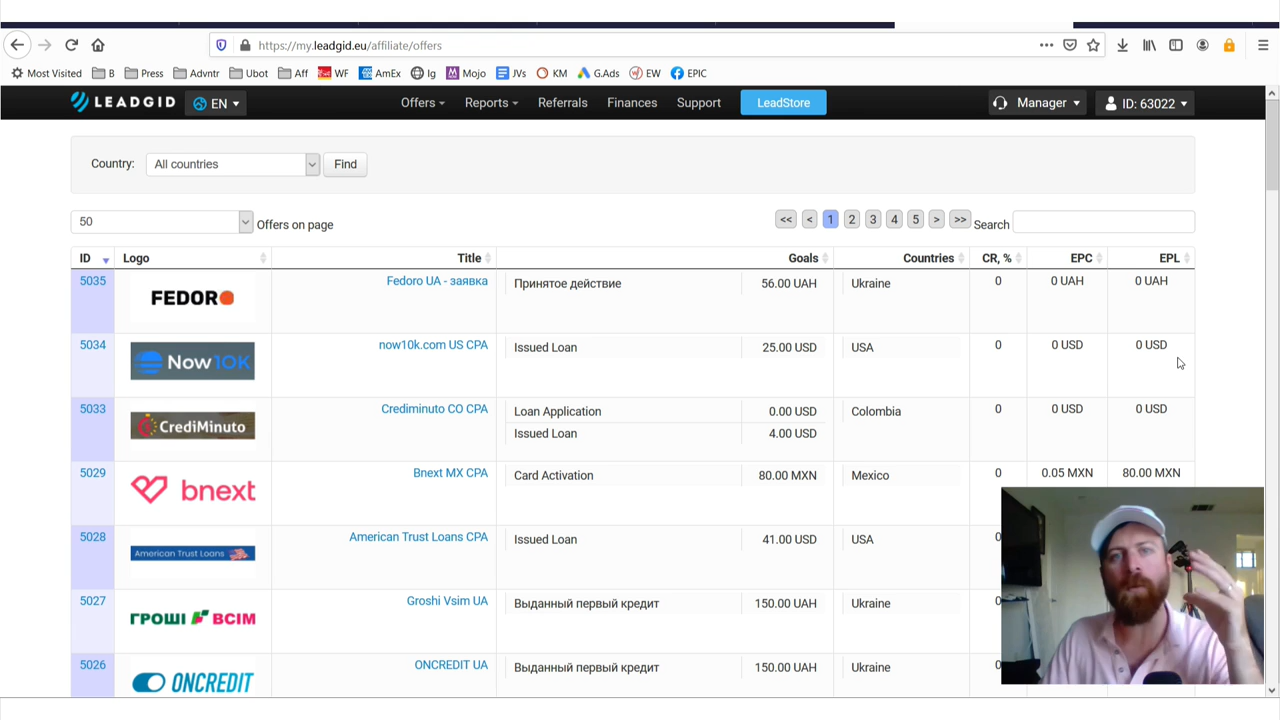 https://my.leadgid.eu/affiliate/offers
Most Visited B Press Advntr Ubot Aff WF AmEx Ig Mojo JVs KM G.Ads EW EPIC
LEADGID EN Offers Reports Referrals Finances Support LeadStore Manager ID: 63022
Country: All countries Find
50 Offers on page << < 1 2 3 4 5 > >> Search
ID Logo Title Goals Countries CR, % EPC EPL
5035 FEDORO Fedoro UA - заявка Принятое действие 56.00 UAH Ukraine 0 0 UAH 0 UAH
5034 Now10K now10k.com US CPA Issued Loan 25.00 USD USA 0 0 USD 0 USD
5033 CrediMinuto Crediminuto CO CPA Loan Application 0.00 USD Colombia 0 0 USD 0 USD
Issued Loan 4.00 USD
5029 bnext Bnext MX CPA Card Activation 80.00 MXN Mexico 0 0.05 MXN 80.00 MXN
5028 American Trust Loans American Trust Loans CPA Issued Loan 41.00 USD USA 0
5027 ГРОШІ ВСІМ Groshi Vsim UA Выданный первый кредит 150.00 UAH Ukraine 0
5026 ONCREDIT ONCREDIT UA Выданный первый кредит 150.00 UAH Ukraine 0